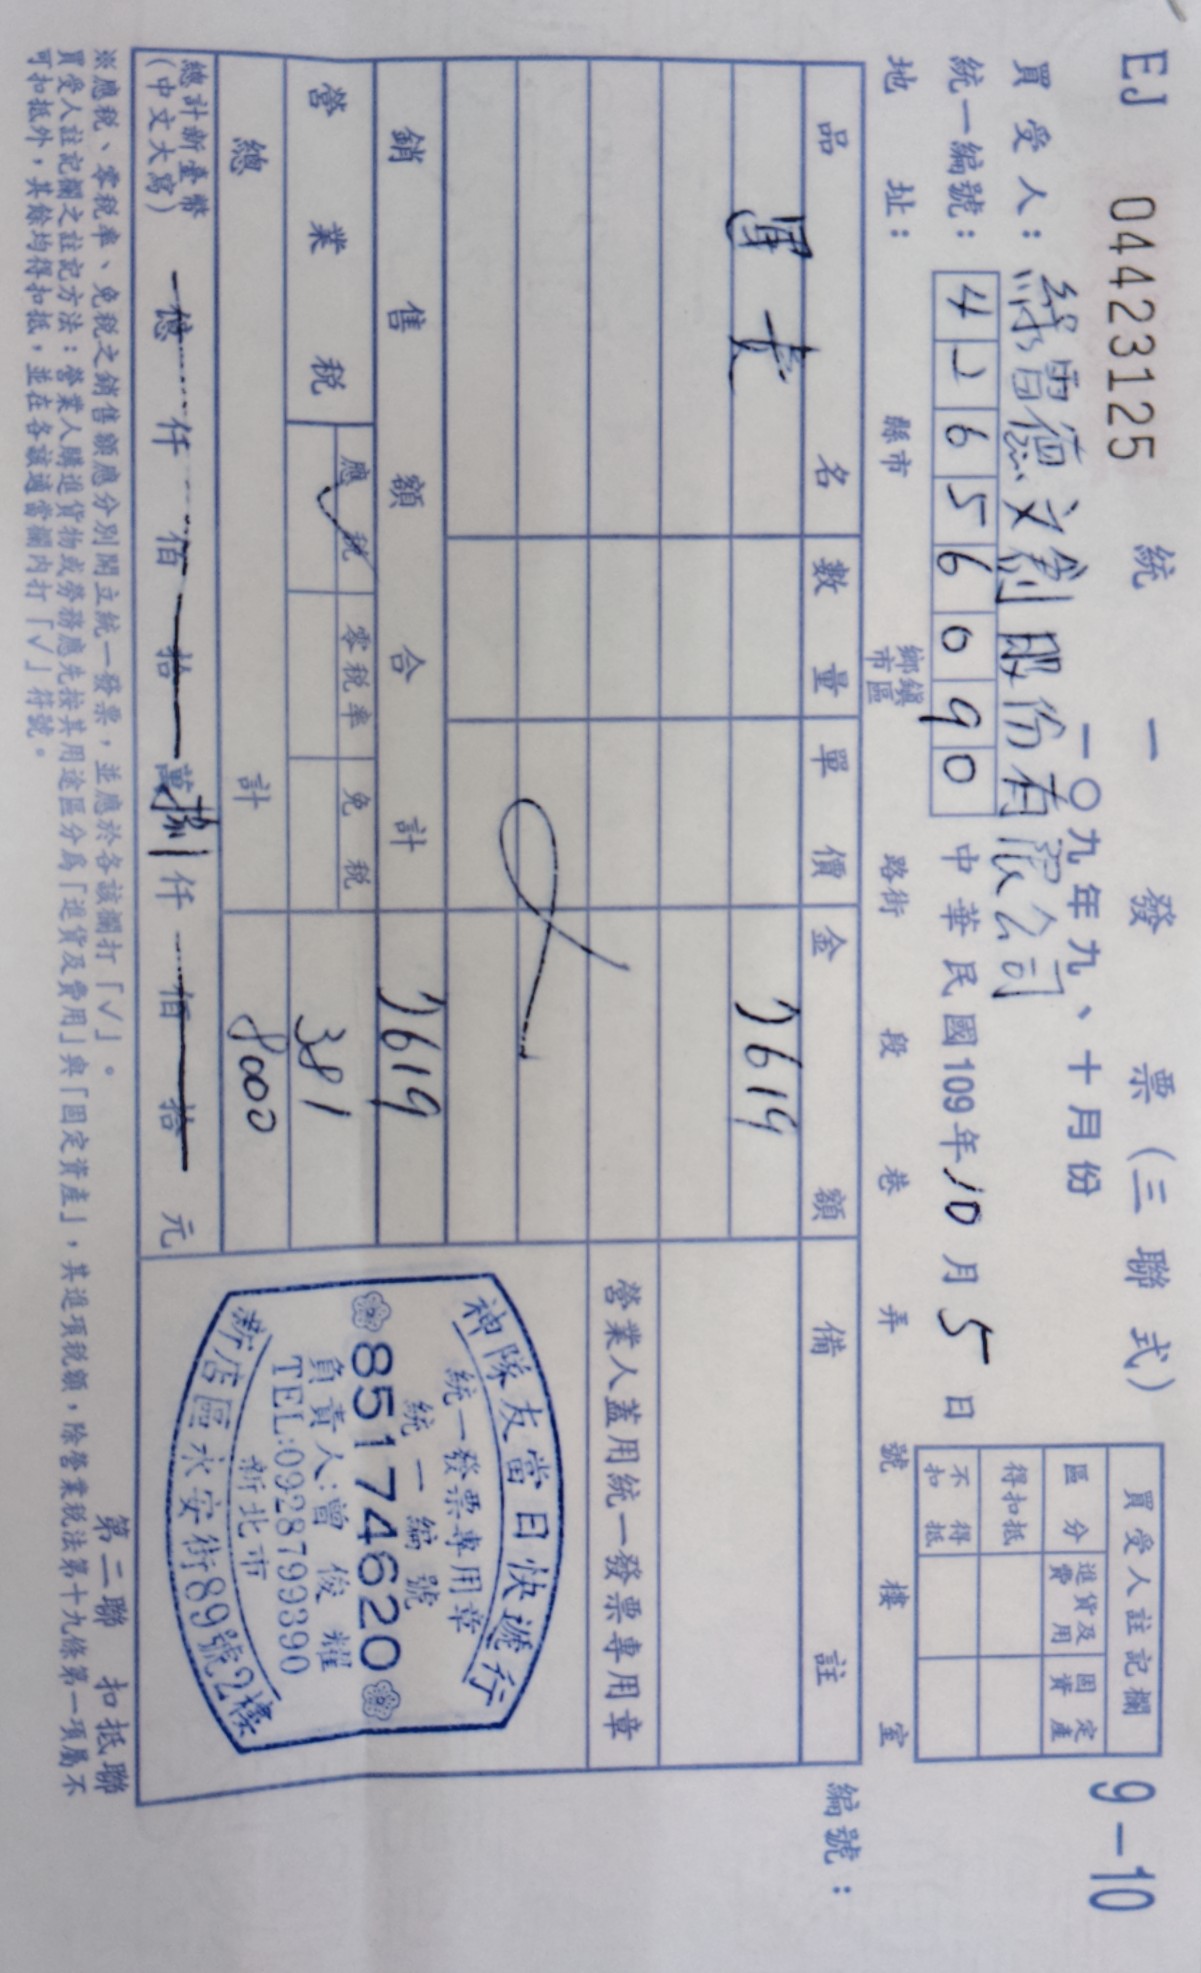 EJ 04423125 統一發票(三聯式) 9-10
一〇九年九、十月份
買受人註記欄
區分 進貨及費用 固定資產
得扣抵
不得扣抵
買受人：綠雷德文創股份有限公司
統一編號：42656090 中華民國109年10月5日
地址： 縣市 鄉鎮市區 路街 段 巷 弄 號 樓 室
品名 數量 單價 金額 備註 編號：
運費 7619
營業人蓋用統一發票專用章
銷售額合計 7619
營業稅 應稅 ✓ 零稅率 免稅 381
總計 8000
總計新臺幣(中文大寫) 億 仟 佰 拾 萬 捌 仟 佰 拾 元
神隊友當日快遞行
統一發票專用章
統一編號
85174620
負責人:曾俊耀
TEL:0928799390
新北市
新店區永安街89號2樓
第二聯 扣抵聯
※應稅、零稅率、免稅之銷售額應分別開立統一發票，並應於各該欄打「✓」。
買受人註記欄之註記方法：營業人購進貨物或勞務應先按其用途區分為「進貨及費用」與「固定資產」，其進項稅額，除營業稅法第十九條第一項屬不
可扣抵外，其餘均得扣抵，並在各該適當欄內打「✓」符號。